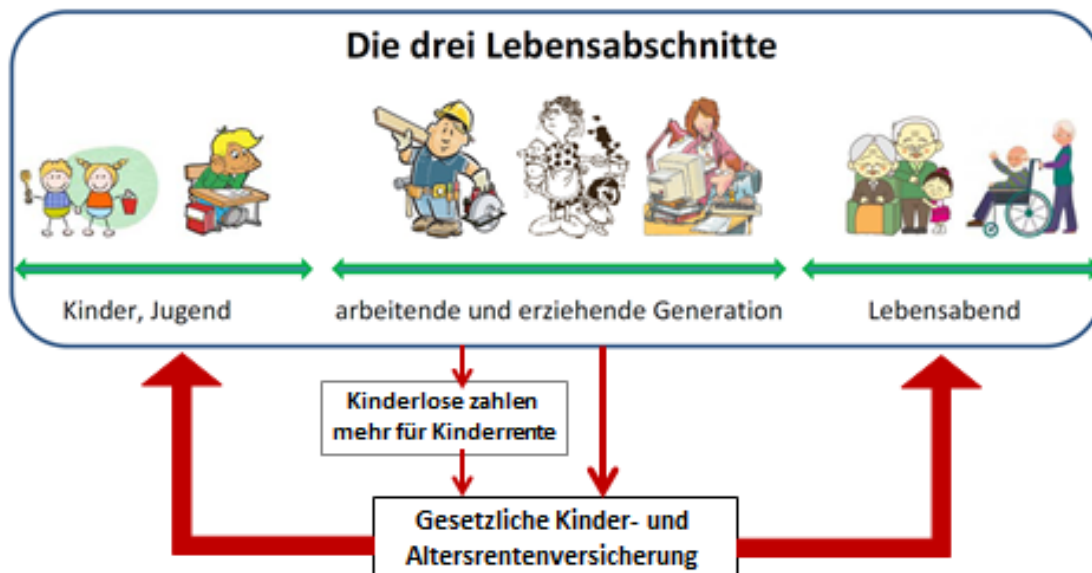 Die drei Lebensabschnitte
Kinder, Jugend
arbeitende und erziehende Generation
Lebensabend
Kinderlose zahlen
mehr für Kinderrente
Gesetzliche Kinder- und
Altersrentenversicherung